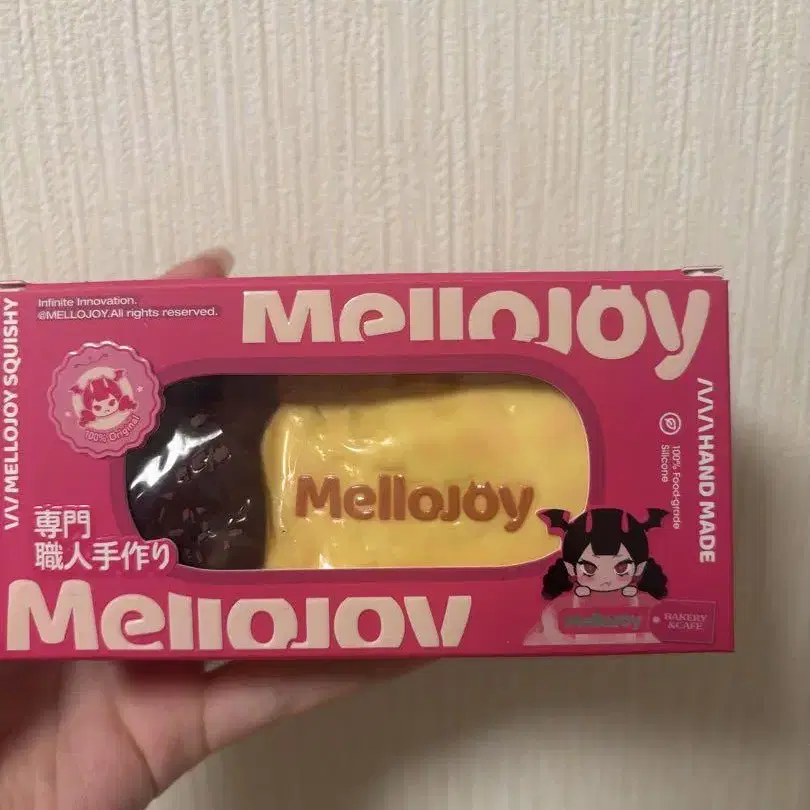 Infinite Innovation.
©MELLOJOY.All rights reserved.
Mellojoy
MELLOJOY SQUISHY
100% Original
Mellojoy
HAND MADE
100% Food-grade
Silicone
専門
職人手作り
Mellojoy
mellojoy
BAKERY
&CAFE